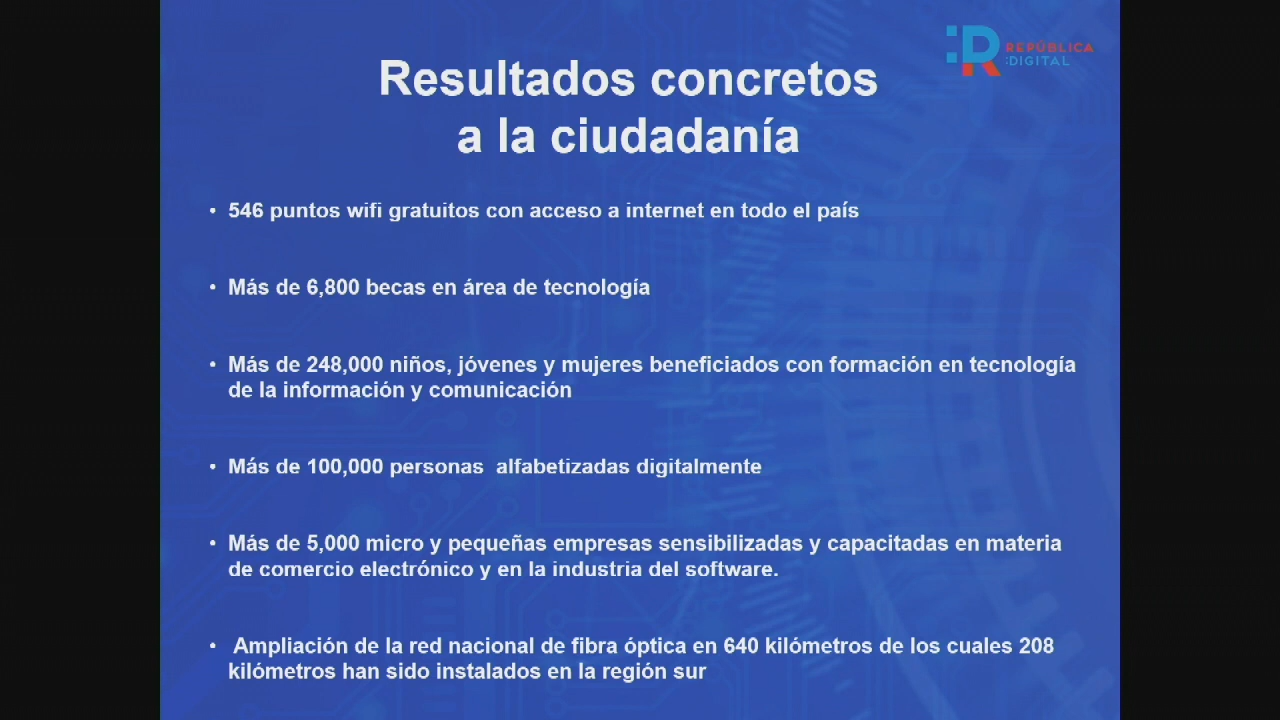 REPÚBLICA
:DIGITAL
Resultados concretos
a la ciudadanía
• 546 puntos wifi gratuitos con acceso a internet en todo el país
• Más de 6,800 becas en área de tecnología
• Más de 248,000 niños, jóvenes y mujeres beneficiados con formación en tecnología
de la información y comunicación
• Más de 100,000 personas  alfabetizadas digitalmente
• Más de 5,000 micro y pequeñas empresas sensibilizadas y capacitadas en materia
de comercio electrónico y en la industria del software.
• Ampliación de la red nacional de fibra óptica en 640 kilómetros de los cuales 208
kilómetros han sido instalados en la región sur